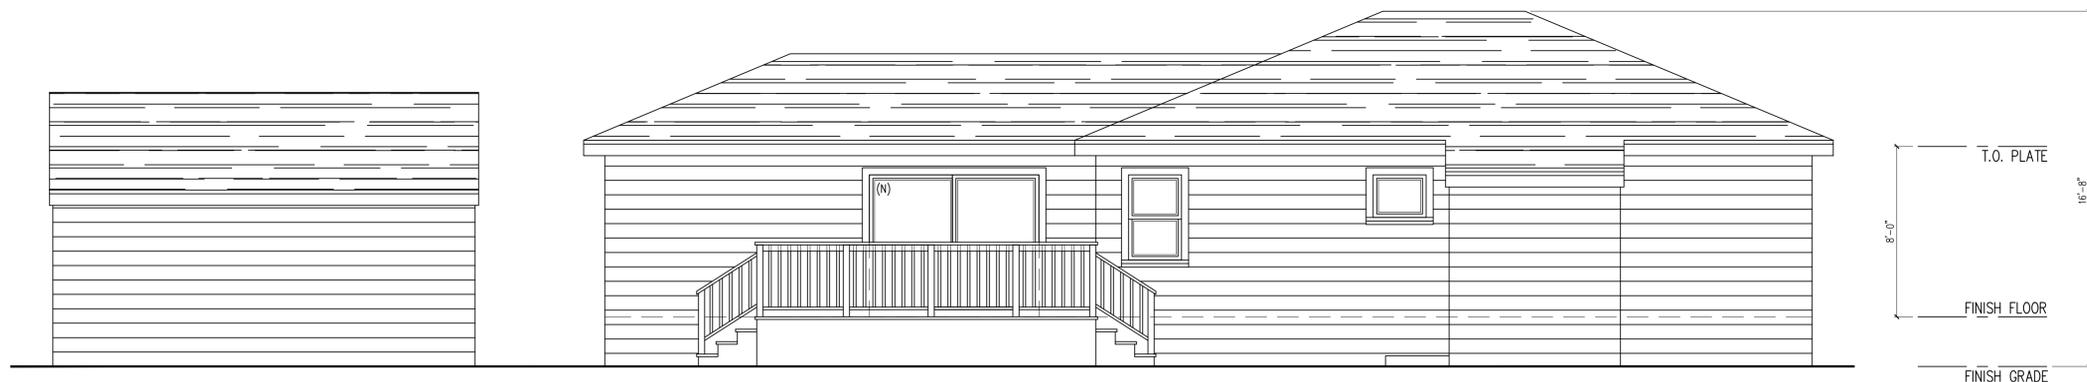 (N)
T.O. PLATE
16'-8"
8'-0"
FINISH FLOOR
FINISH GRADE